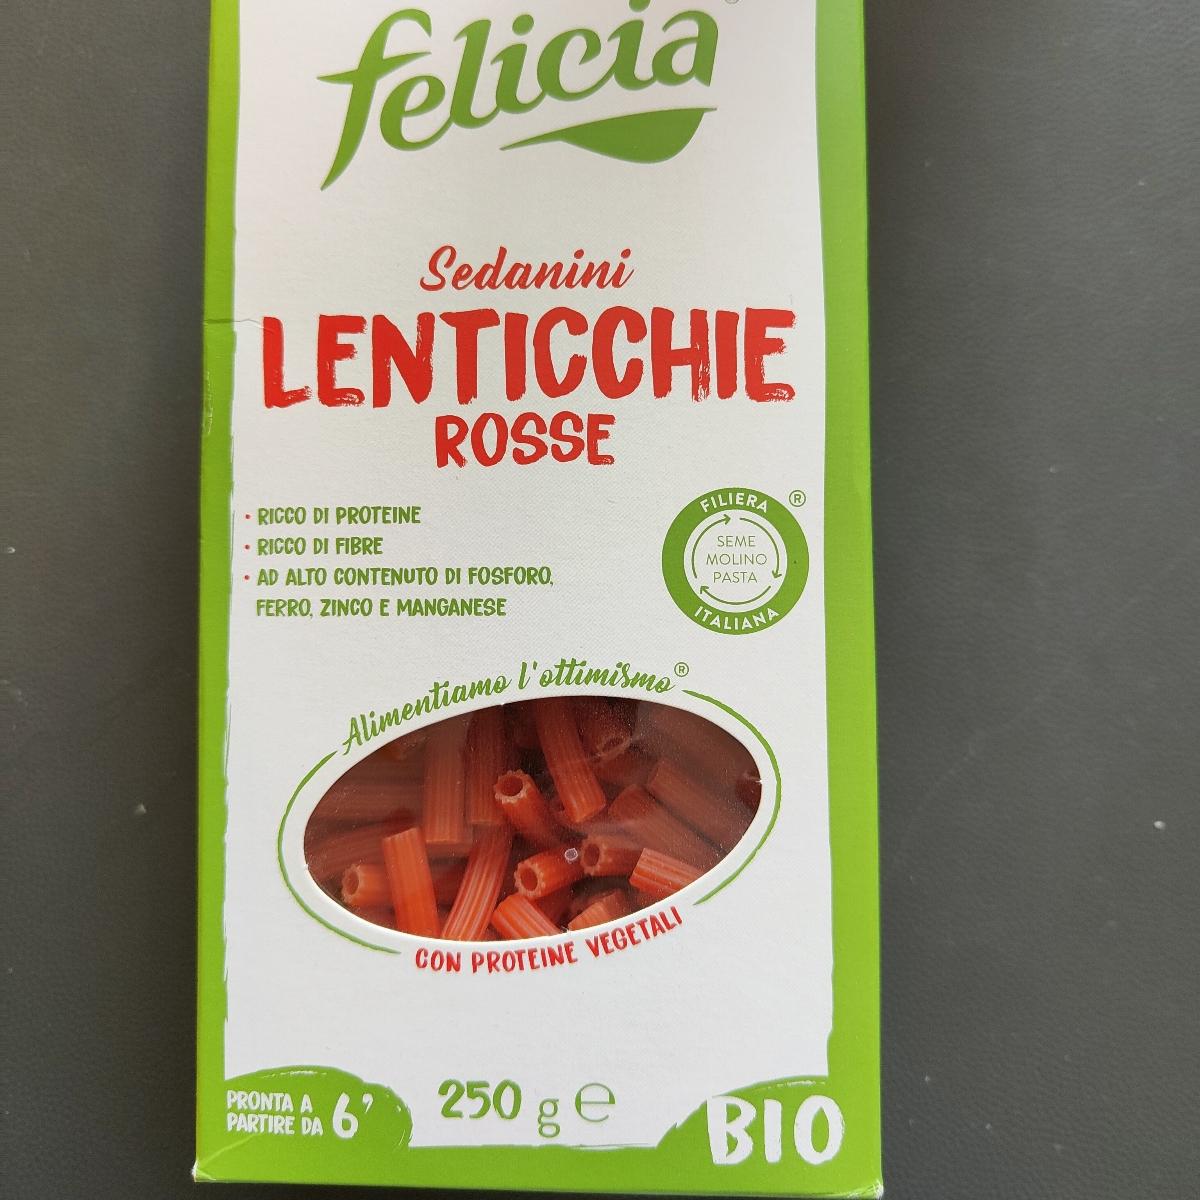 felicia
Sedanini
LENTICCHIE
ROSSE
• RICCO DI PROTEINE
• RICCO DI FIBRE
• AD ALTO CONTENUTO DI FOSFORO,
FERRO, ZINCO E MANGANESE
FILIERA ®
SEME
MOLINO
PASTA
ITALIANA
Alimentiamo l'ottimismo®
CON PROTEINE VEGETALI
PRONTA A
PARTIRE DA 6'
250 g ℮
BIO